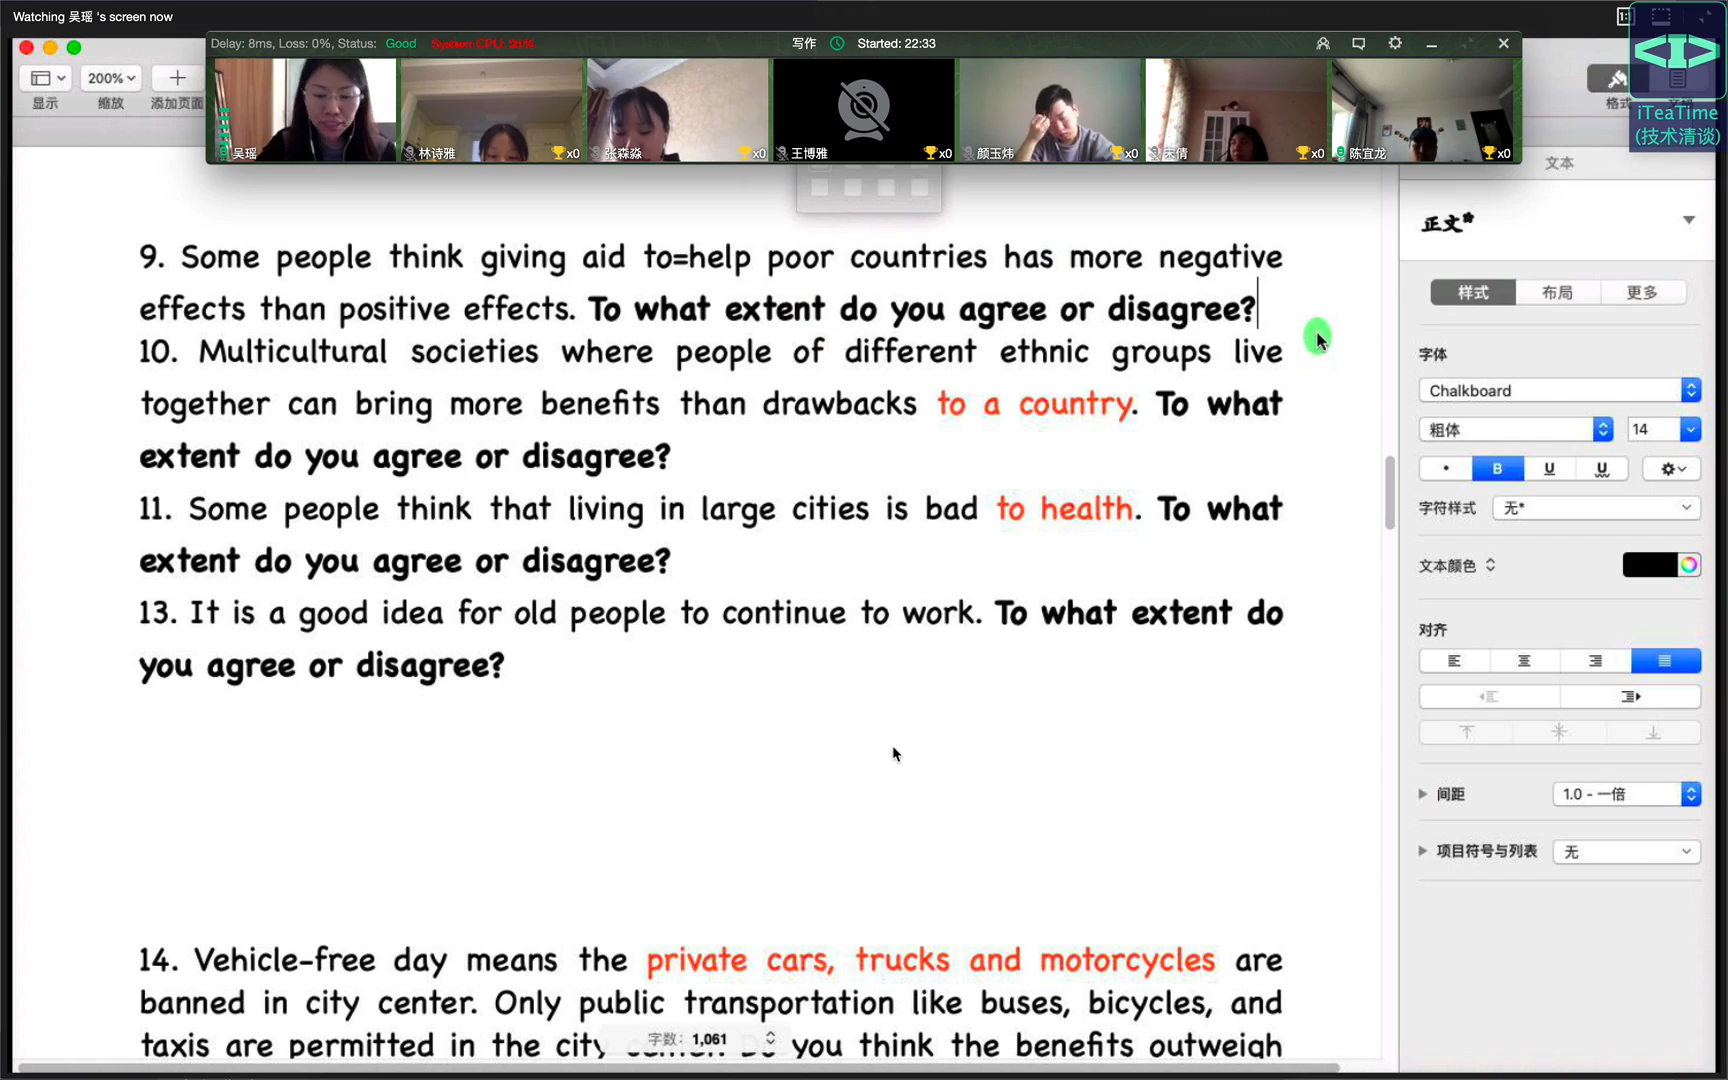 Watching 吴瑶 's screen now
Delay: 8ms, Loss: 0%, Status: Good System CPU: 95%
写作 Started: 22:33
1:1
200%
显示
缩放
添加页面
吴瑶
林诗雅 x0
张森淼 x0
王博雅 x0
颜玉炜 x0
宋倩 x0
陈宜龙 x0
iTeaTime
(技术清谈)
文本
9. Some people think giving aid to=help poor countries has more negative
effects than positive effects. To what extent do you agree or disagree?
10. Multicultural societies where people of different ethnic groups live
together can bring more benefits than drawbacks to a country. To what
extent do you agree or disagree?
11. Some people think that living in large cities is bad to health. To what
extent do you agree or disagree?
13. It is a good idea for old people to continue to work. To what extent do
you agree or disagree?
14. Vehicle-free day means the private cars, trucks and motorcycles are
banned in city center. Only public transportation like buses, bicycles, and
taxis are permitted in the city you think the benefits outweigh
字数: 1,061
正文*
样式
布局
更多
字体
Chalkboard
粗体
14
B
U
U
字符样式
无*
文本颜色
对齐
间距
1.0 - 一倍
项目符号与列表
无